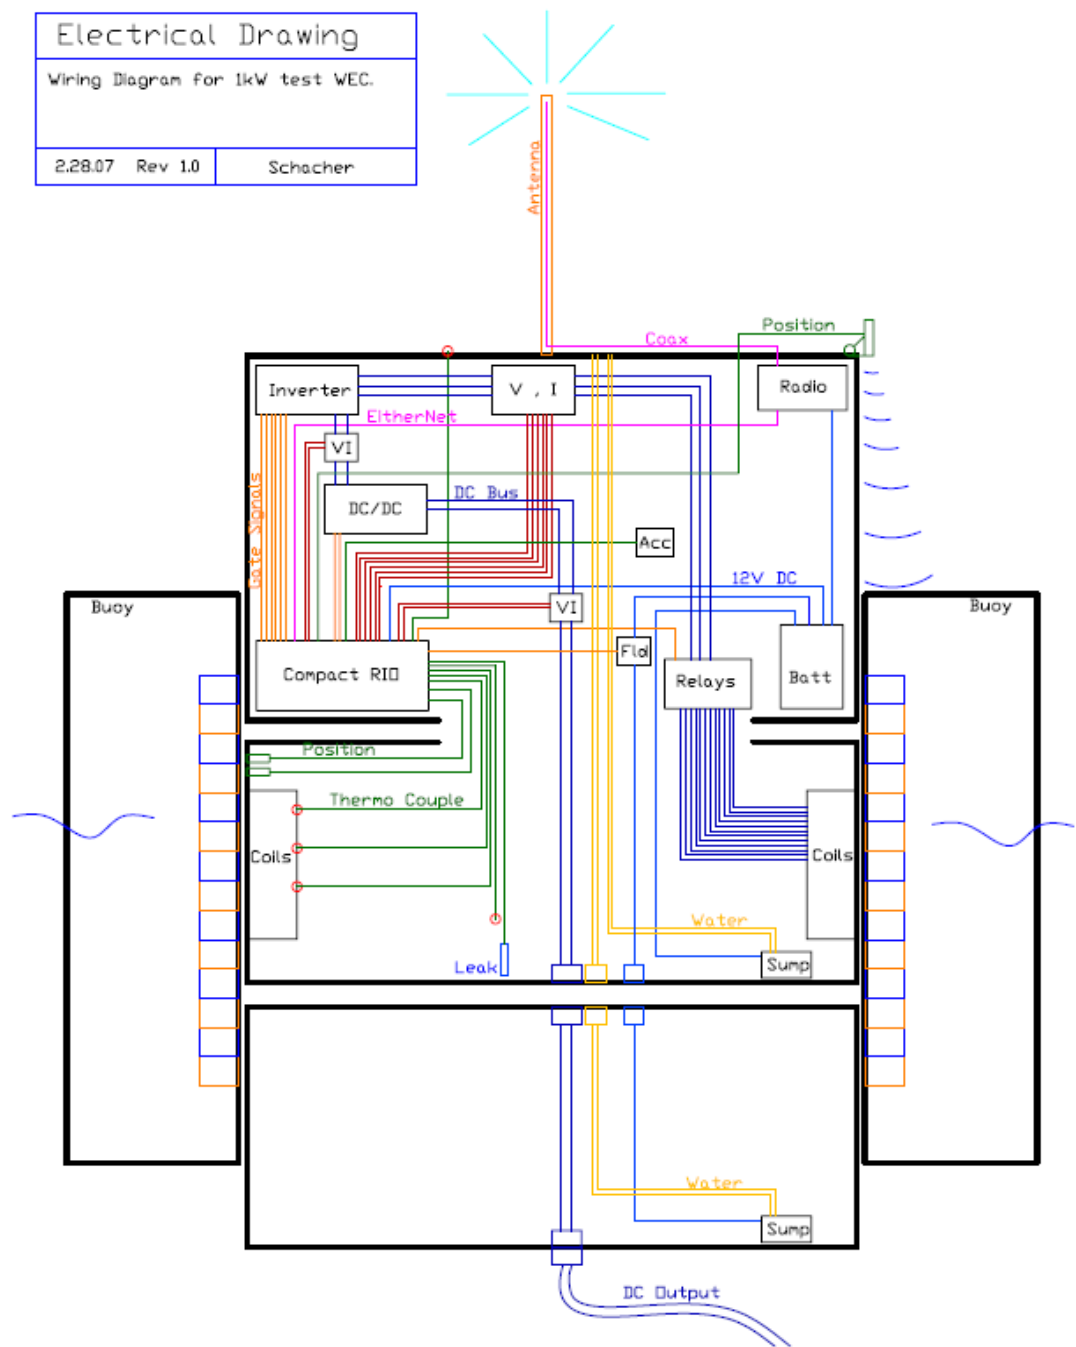 Electrical Drawing
Wiring Diagram for 1kW test WEC.
2.28.07 Rev 1.0
Schacher
Antenna
Position
Coax
Inverter
V , I
Radio
EitherNet
VI
Gate Signals
DC/DC
DC Bus
Acc
12V DC
Buoy
VI
Buoy
Fld
Compact RIO
Relays
Batt
Position
Thermo Couple
Coils
Coils
Water
Leak
Sump
Water
Sump
DC Output